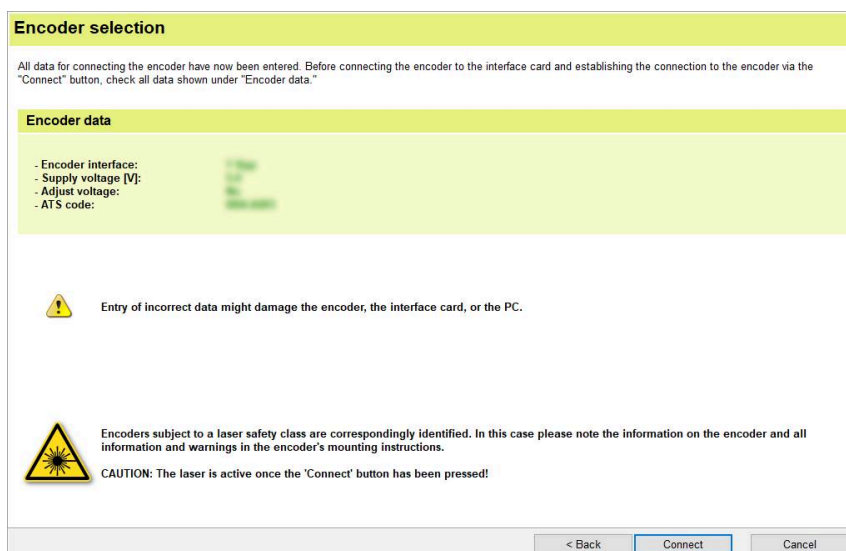 Encoder selection
All data for connecting the encoder have now been entered. Before connecting the encoder to the interface card and establishing the connection to the encoder via the
"Connect" button, check all data shown under "Encoder data."
Encoder data
- Encoder interface:
- Supply voltage [V]:
- Adjust voltage:
- ATS code:
Entry of incorrect data might damage the encoder, the interface card, or the PC.
Encoders subject to a laser safety class are correspondingly identified. In this case please note the information on the encoder and all
information and warnings in the encoder's mounting instructions.
CAUTION: The laser is active once the 'Connect' button has been pressed!
< Back Connect Cancel